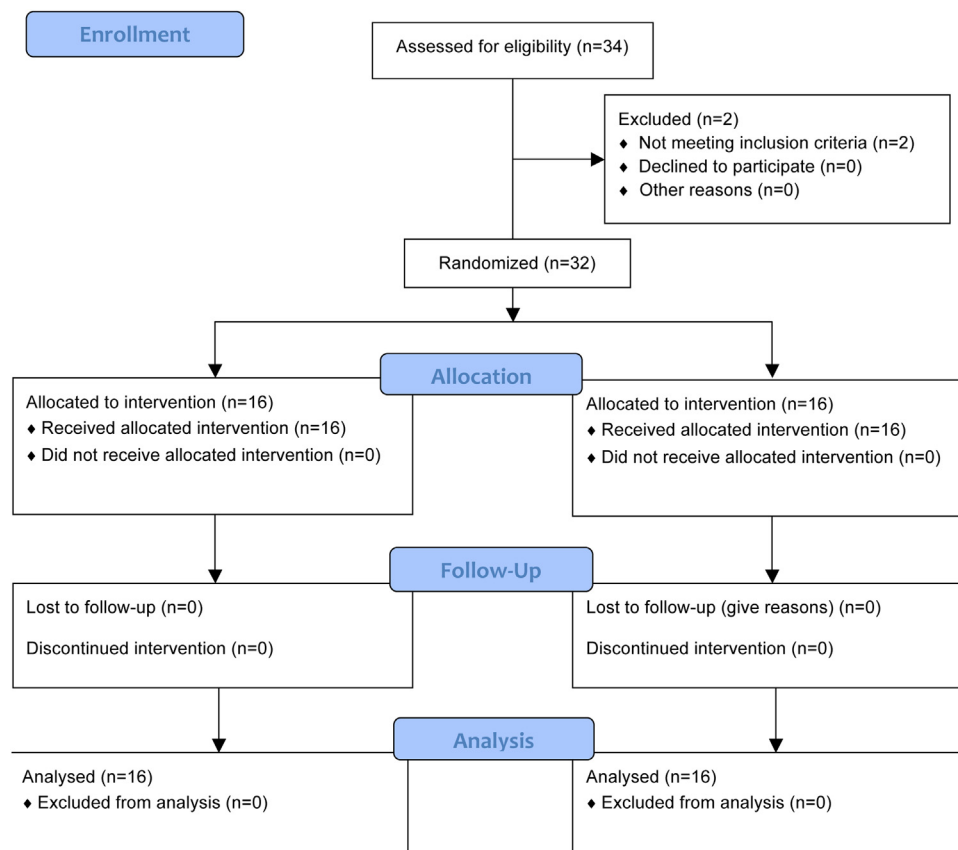 Enrollment
Assessed for eligibility (n=34)
Excluded (n=2)
♦ Not meeting inclusion criteria (n=2)
♦ Declined to participate (n=0)
♦ Other reasons (n=0)
Randomized (n=32)
Allocation
Allocated to intervention (n=16)
♦ Received allocated intervention (n=16)
♦ Did not receive allocated intervention (n=0)
Allocated to intervention (n=16)
♦ Received allocated intervention (n=16)
♦ Did not receive allocated intervention (n=0)
Follow-Up
Lost to follow-up (n=0)
Discontinued intervention (n=0)
Lost to follow-up (give reasons) (n=0)
Discontinued intervention (n=0)
Analysis
Analysed (n=16)
♦ Excluded from analysis (n=0)
Analysed (n=16)
♦ Excluded from analysis (n=0)